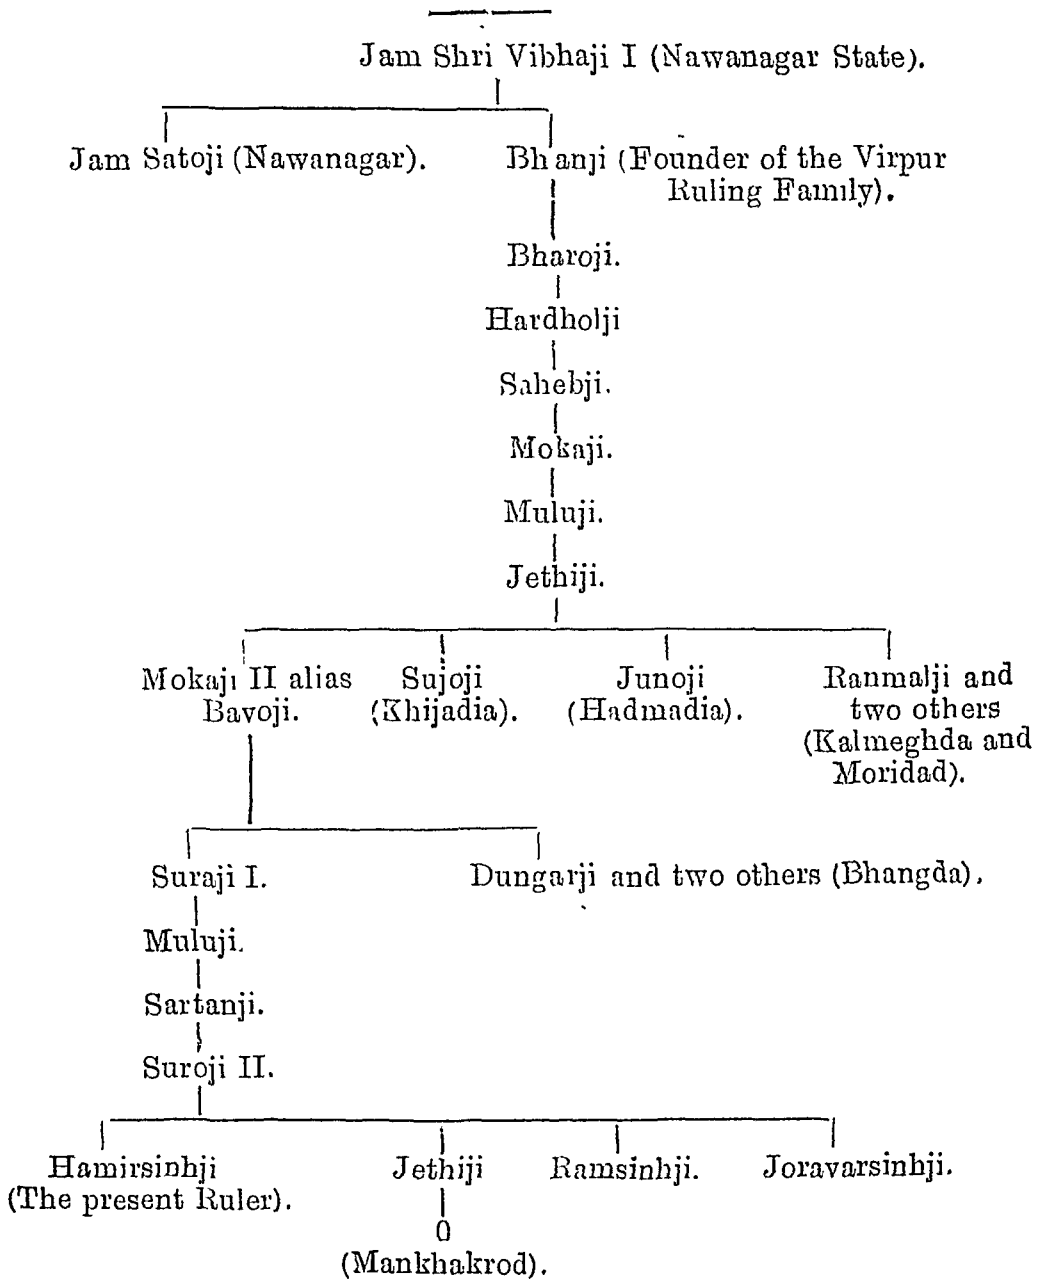 Jam Shri Vibhaji I (Nawanagar State).
Jam Satoji (Nawanagar).
Bhanji (Founder of the Virpur
Ruling Family).
Bharoji.
Hardholji
Sahebji.
Mokaji.
Muluji.
Jethiji.
Mokaji II alias
Bavoji.
Sujoji
(Khijadia).
Junoji
(Hadmadia).
Ranmalji and
two others
(Kalmeghda and
Moridad).
Suraji I.
Dungarji and two others (Bhangda).
Muluji.
Sartanji.
Suroji II.
Hamirsinhji
(The present Ruler).
Jethiji
0
(Mankhakrod).
Ramsinhji.
Joravarsinhji.